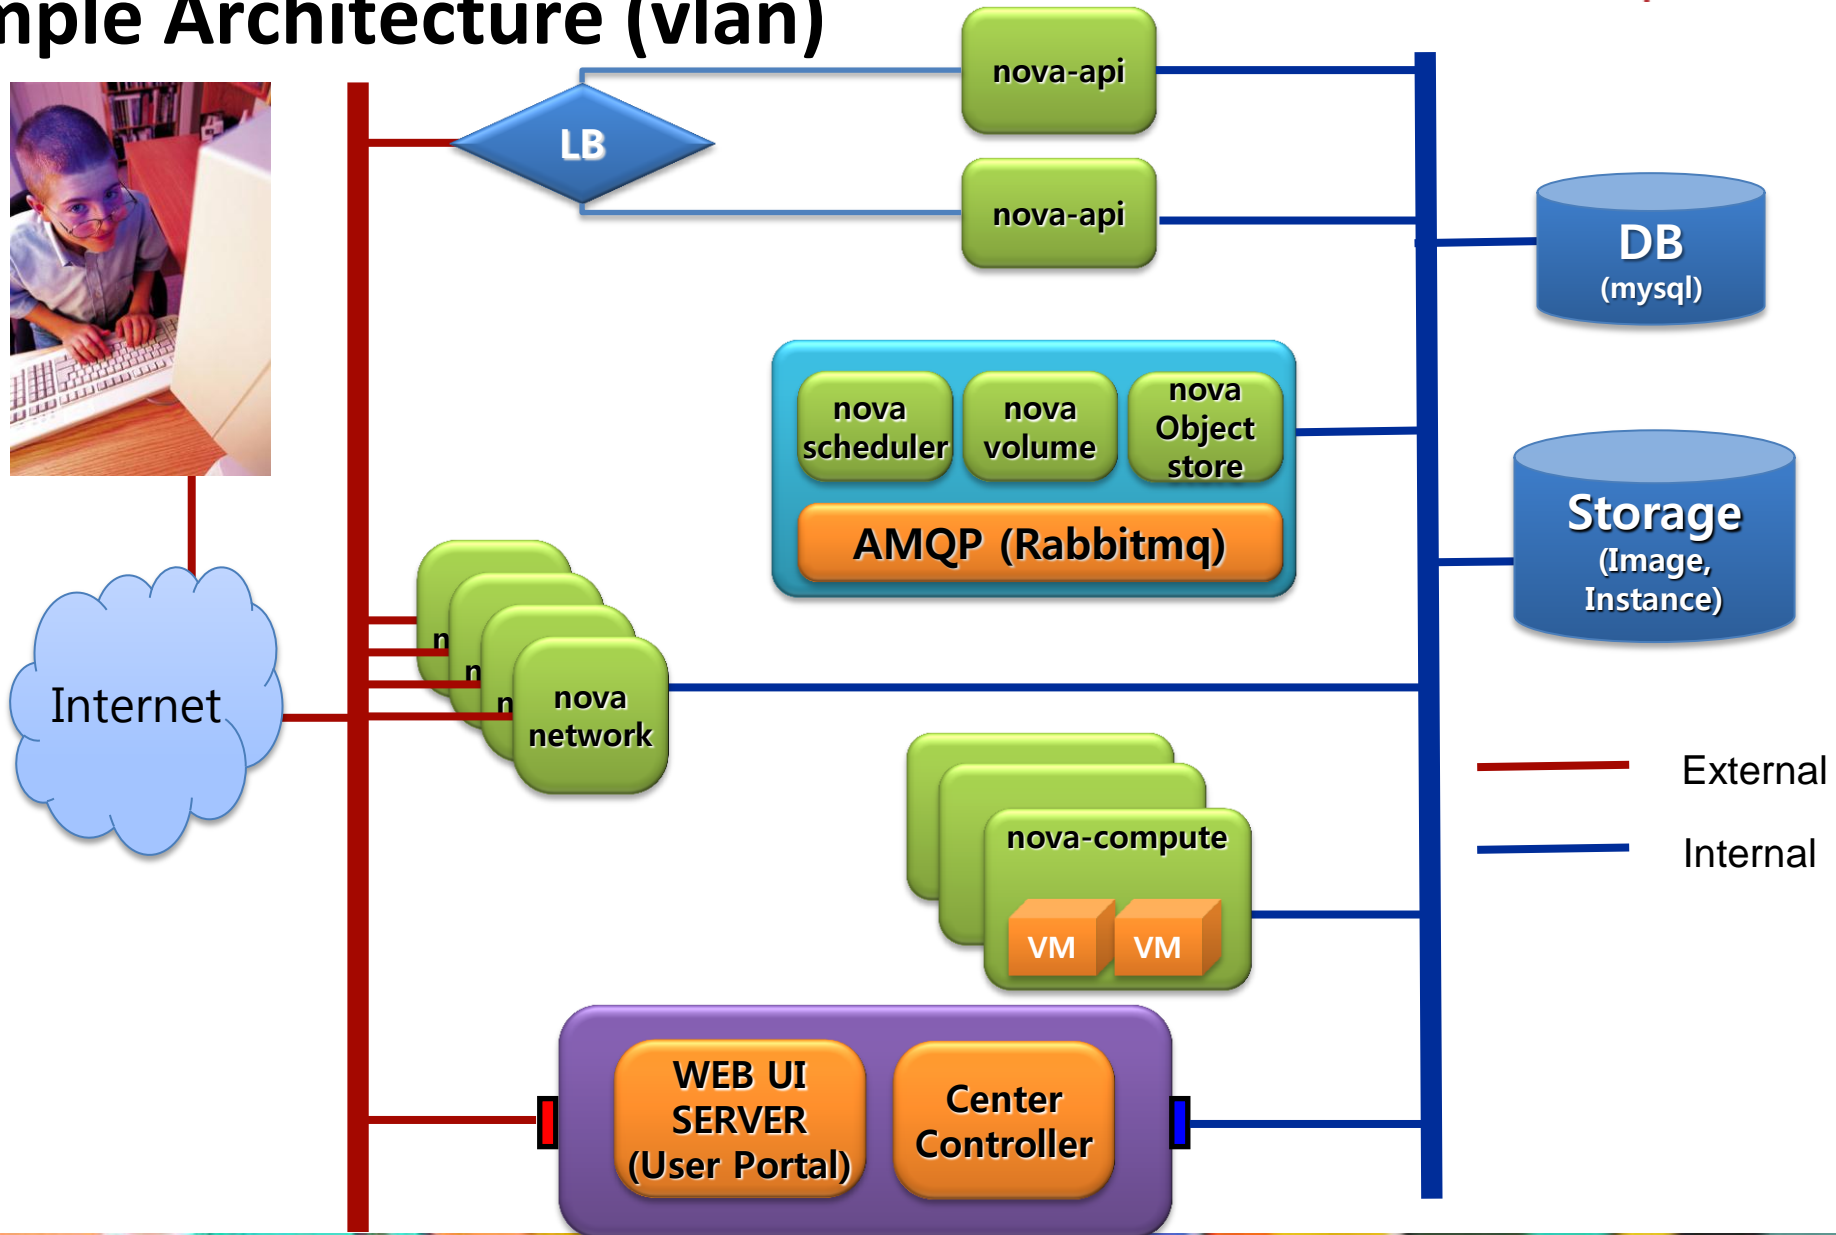 mple Architecture (vlan)
nova-api
LB
nova-api
DB
(mysql)
nova
scheduler
nova
volume
nova
Object
store
AMQP (Rabbitmq)
Storage
(Image,
Instance)
n
n
n
nova
network
Internet
External
Internal
nova-compute
VM
VM
WEB UI
SERVER
(User Portal)
Center
Controller